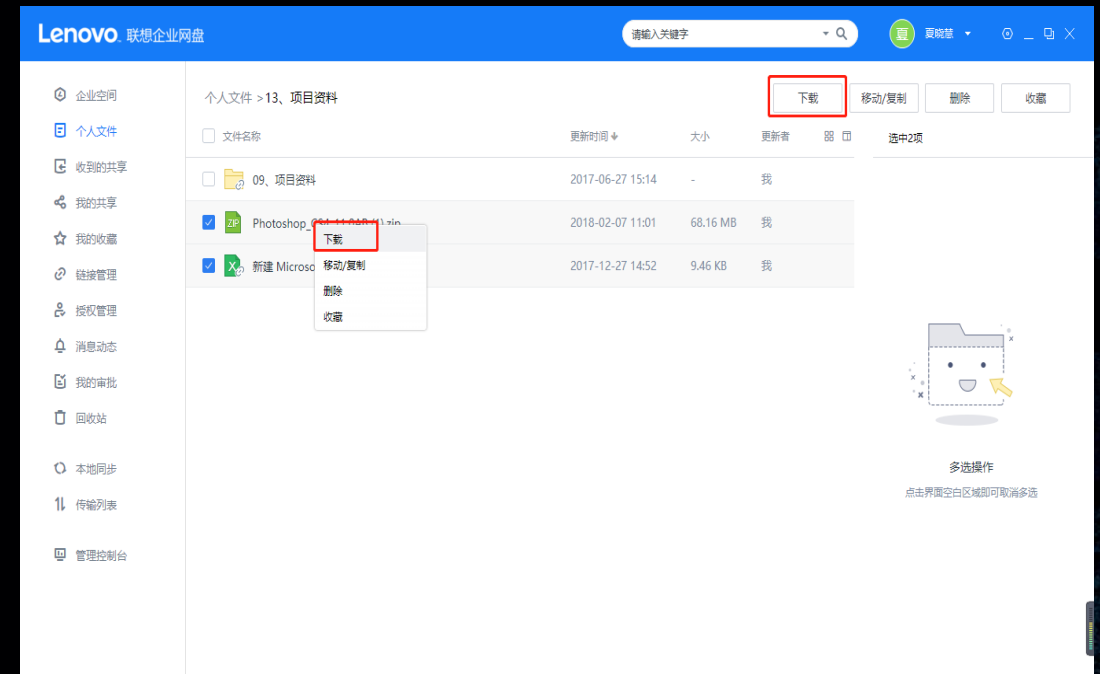 Lenovo 联想企业网盘
请输入关键字
夏 夏晓慧
企业空间
个人文件
收到的共享
我的共享
我的收藏
链接管理
授权管理
消息动态
我的审批
回收站
本地同步
传输列表
管理控制台
个人文件 >13、项目资料
下载 移动/复制 删除 收藏
文件名称 更新时间 大小 更新者
选中2项
09、项目资料 2017-06-27 15:14 - 我
Photoshop_ .zip 2018-02-07 11:01 68.16 MB 我
新建 Microso 2017-12-27 14:52 9.46 KB 我
下载
移动/复制
删除
收藏
多选操作
点击界面空白区域即可取消多选